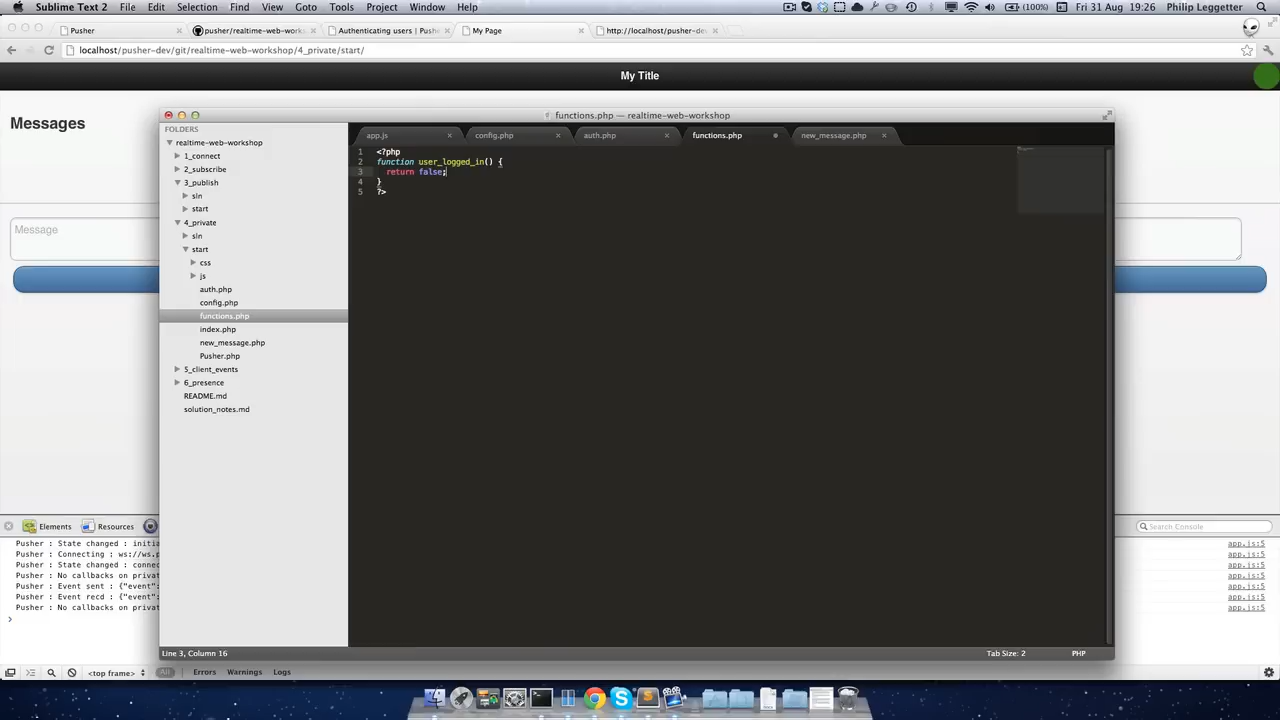 Sublime Text 2 File Edit Selection Find View Goto Tools Project Window Help (100%) Fri 31 Aug 19:26 Philip Leggetter
Pusher pusher/realtime-web-works Authenticating users | Pushe My Page http://localhost/pusher-de
localhost/pusher-dev/git/realtime-web-workshop/4_private/start/
My Title
Messages
functions.php — realtime-web-workshop
FOLDERS
app.js config.php auth.php functions.php new_message.php
realtime-web-workshop
1_connect
2_subscribe
3_publish
sln
start
4_private
sln
start
css
js
auth.php
config.php
functions.php
index.php
new_message.php
Pusher.php
5_client_events
6_presence
README.md
solution_notes.md
1 <?php
2 function user_logged_in() {
3 return false;
4 }
5 ?>
Message
Line 3, Column 16 Tab Size: 2 PHP
Elements Resources Search Console
Pusher : State changed : initia app.js:5
Pusher : Connecting : ws://ws.p app.js:5
Pusher : State changed : connec app.js:5
Pusher : No callbacks on privat app.js:5
Pusher : Event sent : {"event": app.js:5
Pusher : Event recd : {"event": app.js:5
Pusher : No callbacks on privat app.js:5
>
<top frame> All Errors Warnings Logs